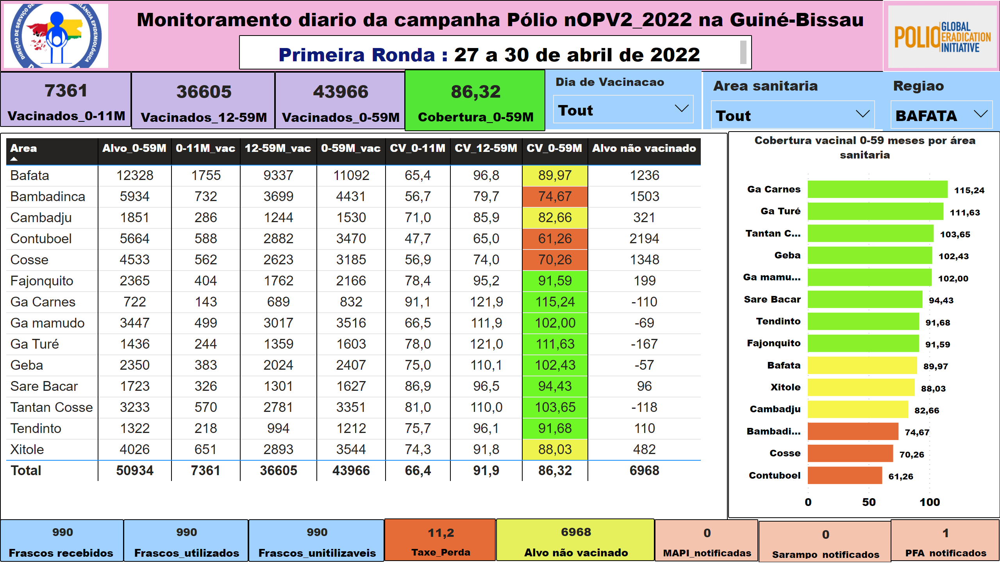 Monitoramento diario da campanha Pólio nOPV2_2022 na Guiné-Bissau
Primeira Ronda : 27 a 30 de abril de 2022
DIREÇÃO DE SERVIÇO DE
EPIDEMIOLÓGICA
POLIO GLOBAL
ERADICATION
INITIATIVE
7361
Vacinados_0-11M
36605
Vacinados_12-59M
43966
Vacinados_0-59M
86,32
Cobertura_0-59M
Dia de Vacinacao
Tout
Area sanitaria
Tout
Regiao
BAFATA
Area Alvo_0-59M 0-11M_vac 12-59M_vac 0-59M_vac CV_0-11M CV_12-59M CV_0-59M Alvo não vacinado
Bafata 12328 1755 9337 11092 65,4 96,8 89,97 1236
Bambadinca 5934 732 3699 4431 56,7 79,7 74,67 1503
Cambadju 1851 286 1244 1530 71,0 85,9 82,66 321
Contuboel 5664 588 2882 3470 47,7 65,0 61,26 2194
Cosse 4533 562 2623 3185 56,9 74,0 70,26 1348
Fajonquito 2365 404 1762 2166 78,4 95,2 91,59 199
Ga Carnes 722 143 689 832 91,1 121,9 115,24 -110
Ga mamudo 3447 499 3017 3516 66,5 111,9 102,00 -69
Ga Turé 1436 244 1359 1603 78,0 121,0 111,63 -167
Geba 2350 383 2024 2407 75,0 110,1 102,43 -57
Sare Bacar 1723 326 1301 1627 86,9 96,5 94,43 96
Tantan Cosse 3233 570 2781 3351 81,0 110,0 103,65 -118
Tendinto 1322 218 994 1212 75,7 96,1 91,68 110
Xitole 4026 651 2893 3544 74,3 91,8 88,03 482
Total 50934 7361 36605 43966 66,4 91,9 86,32 6968
Cobertura vacinal 0-59 meses por área
sanitaria
Ga Carnes 115,24
Ga Turé 111,63
Tantan C... 103,65
Geba 102,43
Ga mamu... 102,00
Sare Bacar 94,43
Tendinto 91,68
Fajonquito 91,59
Bafata 89,97
Xitole 88,03
Cambadju 82,66
Bambadi... 74,67
Cosse 70,26
Contuboel 61,26
0 50 100
990
Frascos recebidos
990
Frascos_utilizados
990
Frascos_unitilizaveis
11,2
Taxe_Perda
6968
Alvo não vacinado
0
MAPI_notificadas
0
Sarampo notificados
1
PFA notificados